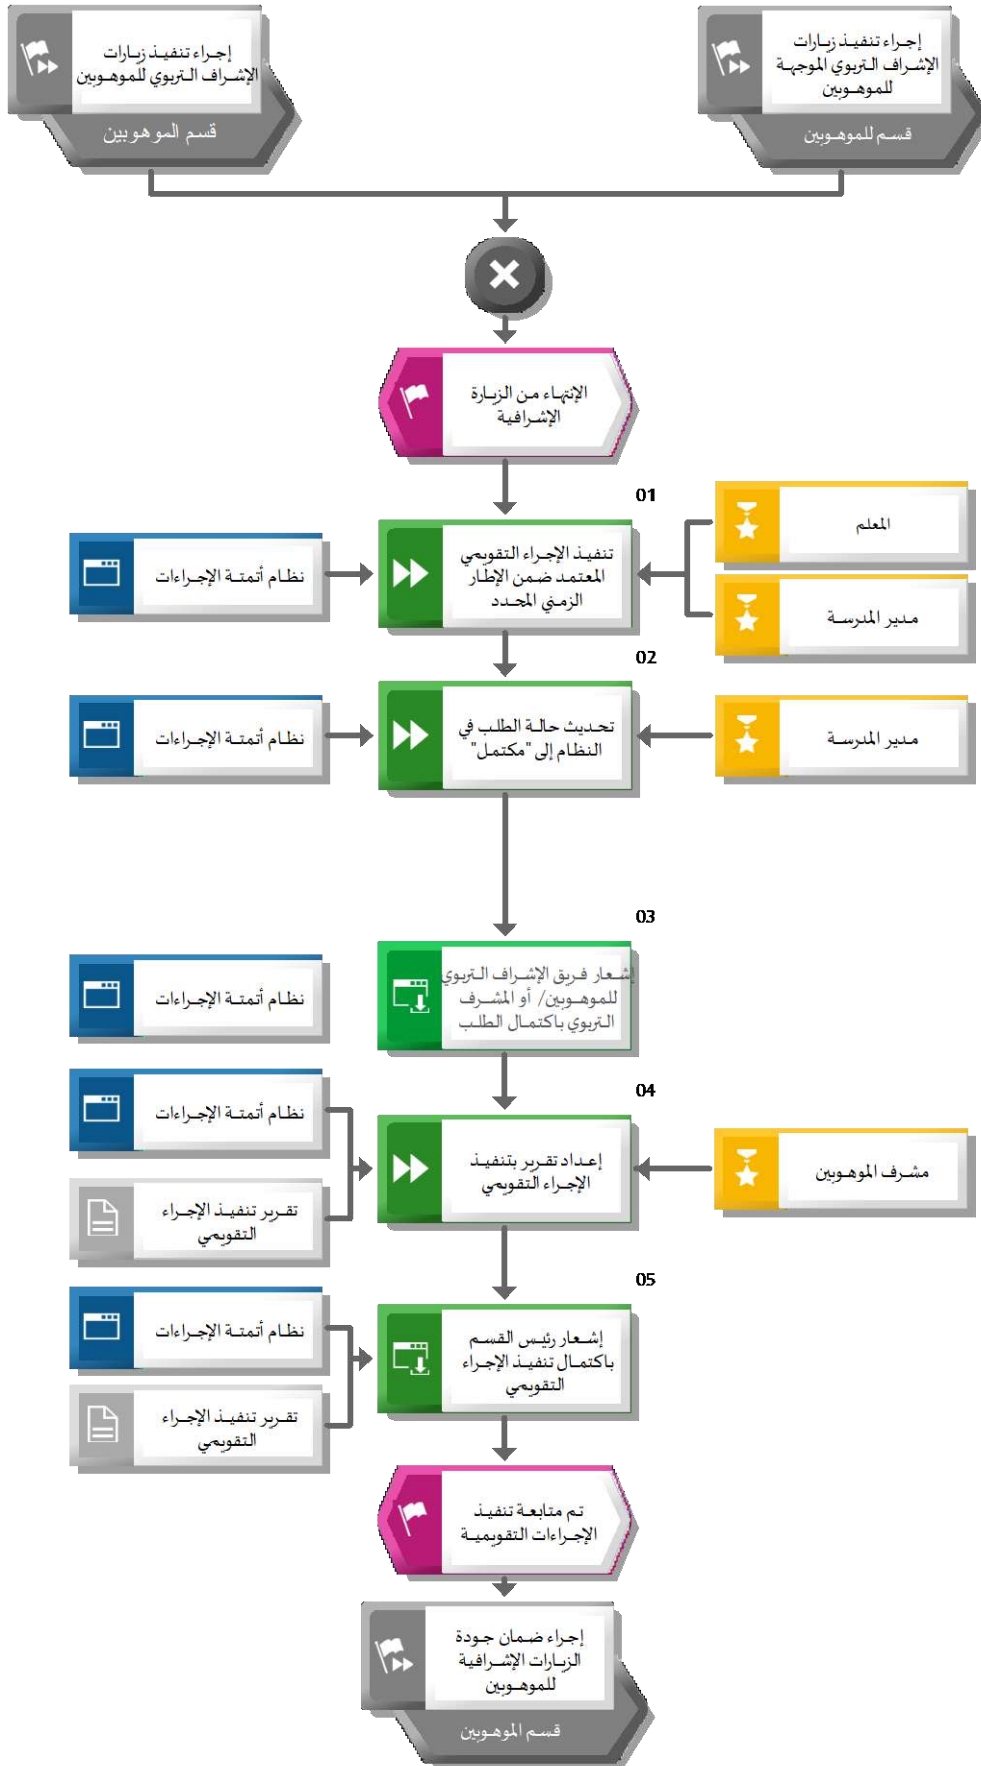 إجراء تنفيذ زيارات
الإشراف التربوي الموجهة
للموهوبين
قسم للموهوبين
إجراء تنفيذ زيارات
الإشراف التربوي للموهوبين
قسم الموهوبين
الإنتهاء من الزيارة
الإشرافية
01
المعلم
مدير المدرسة
تنفيذ الإجراء التقويمي
المعتمد ضمن الإطار
الزمني المحدد
نظام أتمتة الإجراءات
02
مدير المدرسة
تحديث حالة الطلب في
النظام إلى "مكتمل"
نظام أتمتة الإجراءات
03
إشعار فريق الإشراف التربوي
للموهوبين/ أو المشرف
التربوي باكتمال الطلب
نظام أتمتة الإجراءات
04
مشرف الموهوبين
إعداد تقرير بتنفيذ
الإجراء التقويمي
نظام أتمتة الإجراءات
تقرير تنفيذ الإجراء
التقويمي
05
إشعار رئيس القسم
باكتمال تنفيذ الإجراء
التقويمي
نظام أتمتة الإجراءات
تقرير تنفيذ الإجراء
التقويمي
تم متابعة تنفيذ
الإجراءات التقويمية
إجراء ضمان جودة
الزيارات الإشرافية
للموهوبين
قسم الموهوبين